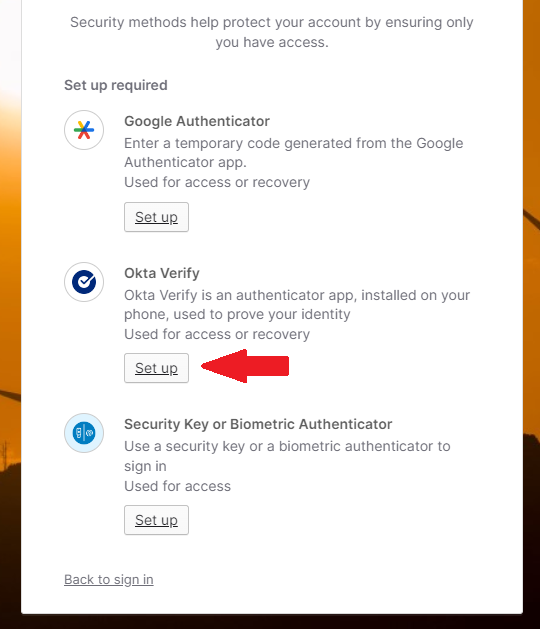 Security methods help protect your account by ensuring only
you have access.
Set up required
Google Authenticator
Enter a temporary code generated from the Google
Authenticator app.
Used for access or recovery
Set up
Okta Verify
Okta Verify is an authenticator app, installed on your
phone, used to prove your identity
Used for access or recovery
Set up
Security Key or Biometric Authenticator
Use a security key or a biometric authenticator to
sign in
Used for access
Set up
Back to sign in